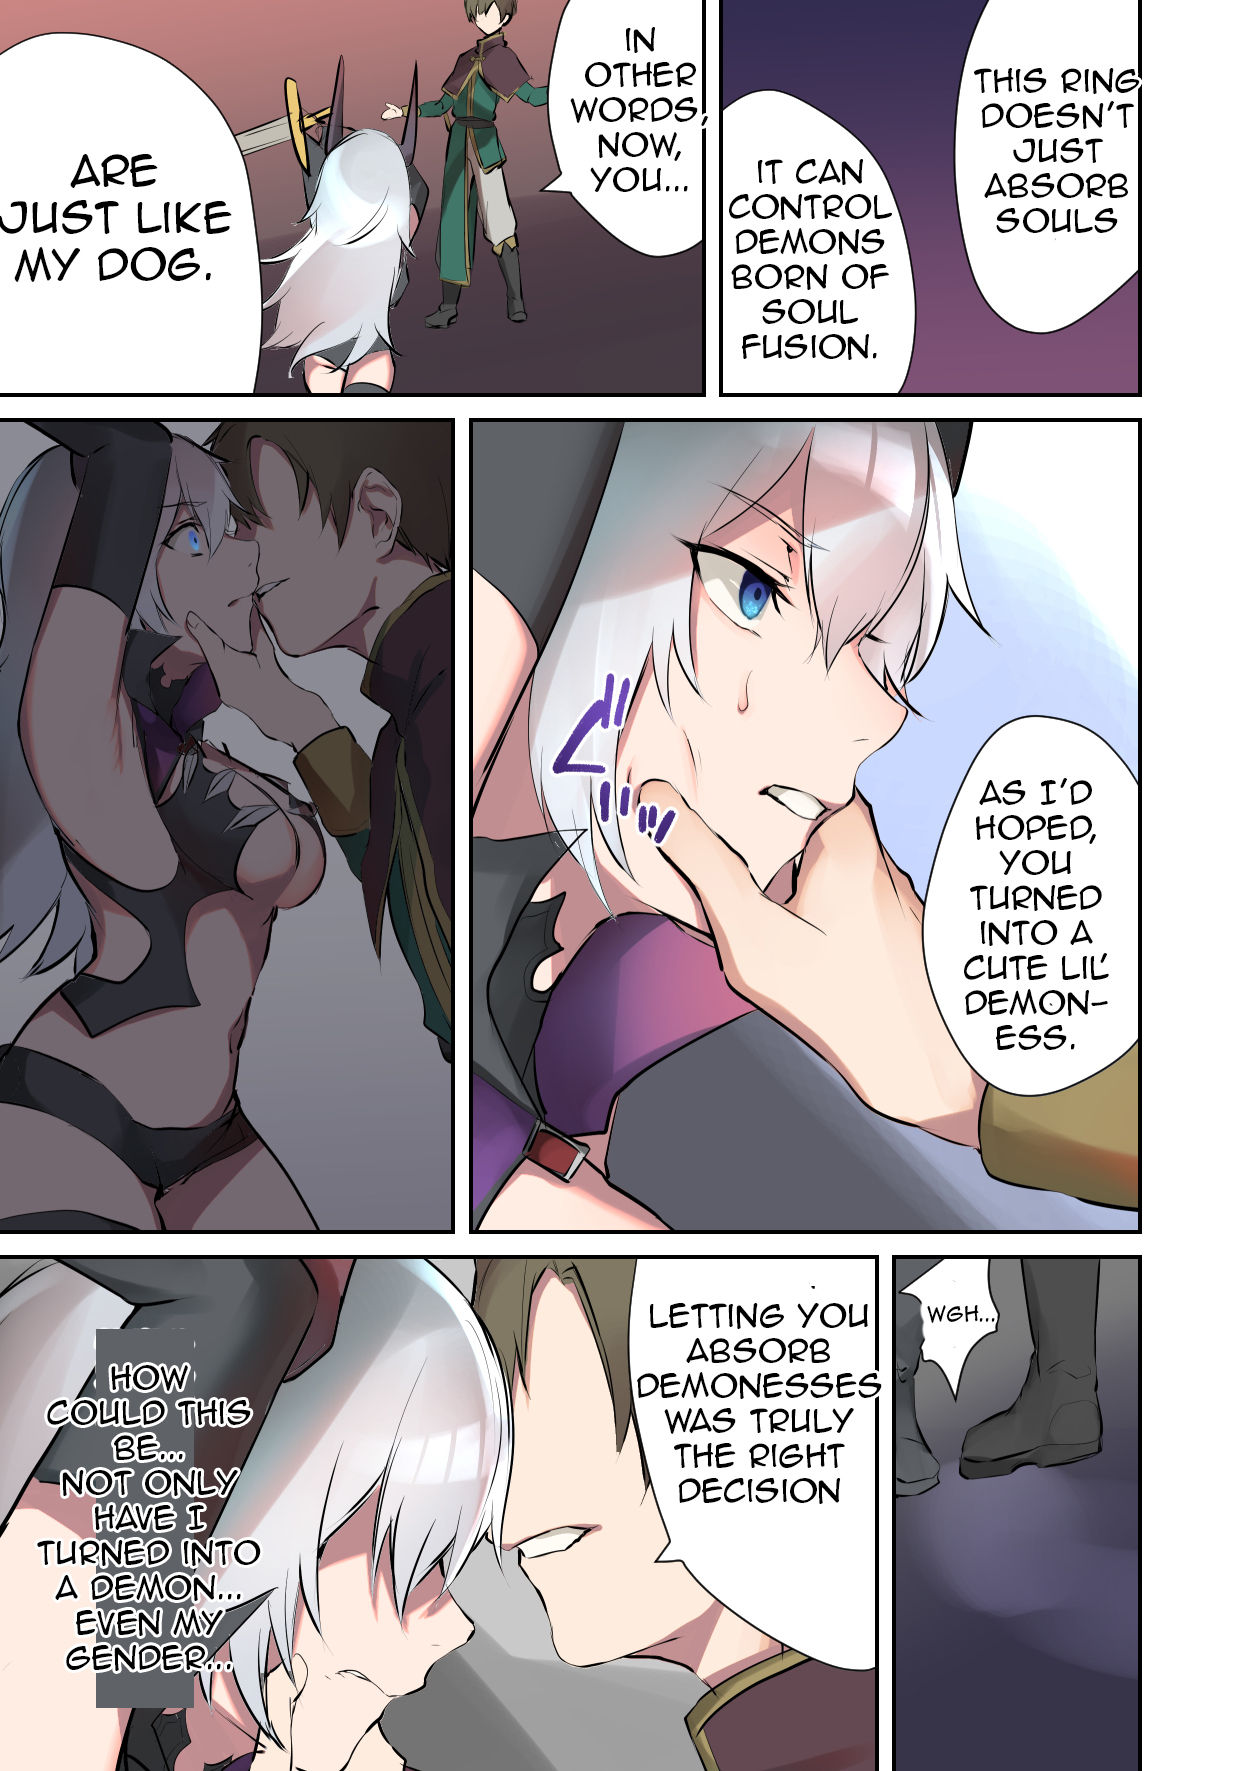 THIS RING
DOESN'T
JUST
ABSORB
SOULS
IT CAN
CONTROL
DEMONS
BORN OF
SOUL
FUSION.
IN
OTHER
WORDS,
NOW,
YOU...
ARE
JUST LIKE
MY DOG.
AS I'D
HOPED,
YOU
TURNED
INTO A
CUTE LIL'
DEMON-
ESS.
グッ
WGH...
LETTING YOU
ABSORB
DEMONESSES
WAS TRULY
THE RIGHT
DECISION
HOW
COULD THIS
BE...
NOT ONLY
HAVE I
TURNED INTO
A DEMON...
EVEN MY
GENDER...